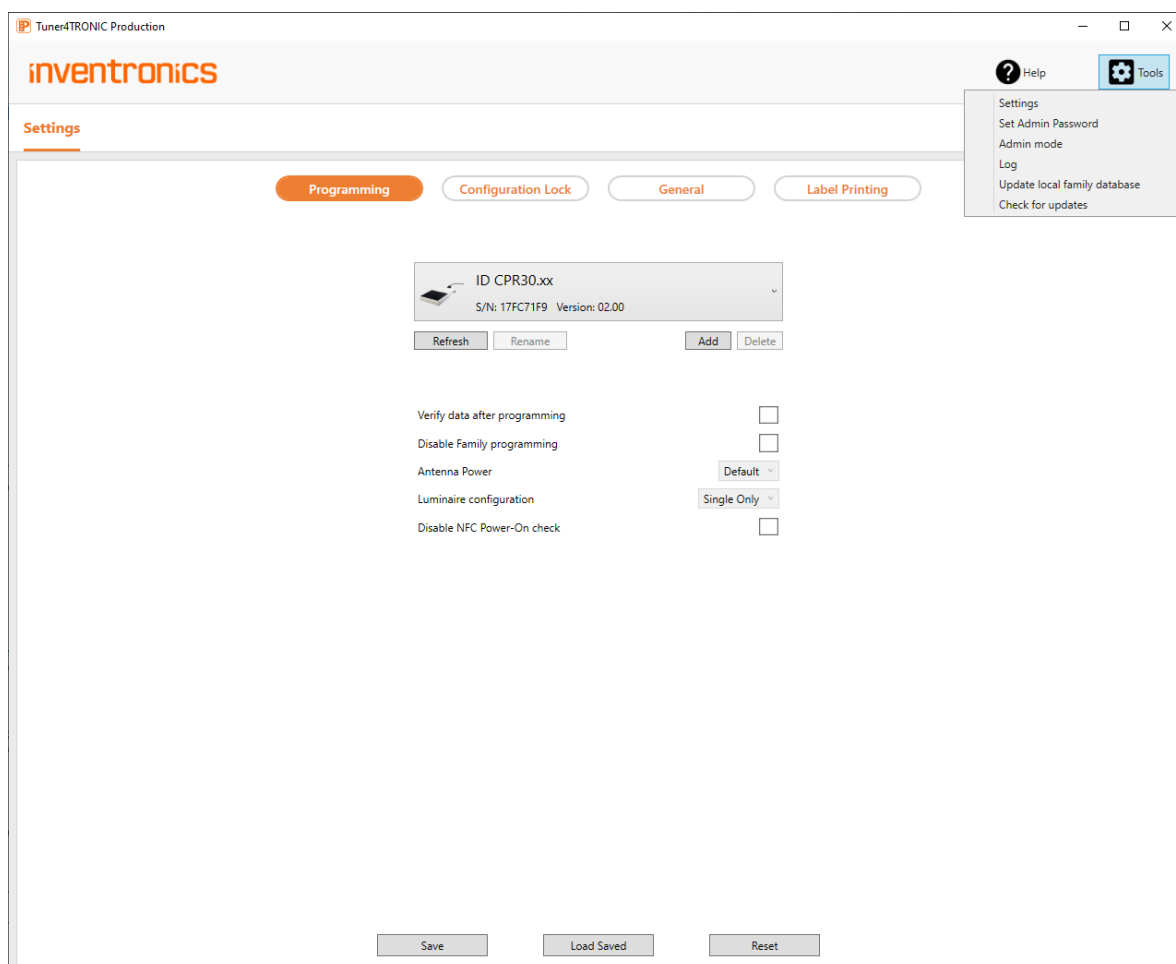 Tuner4TRONIC Production
inventronics
Help
Tools
Settings
Set Admin Password
Admin mode
Log
Update local family database
Check for updates
Settings
Programming
Configuration Lock
General
Label Printing
ID CPR30.xx
S/N: 17FC71F9 Version: 02.00
Refresh
Rename
Add
Delete
Verify data after programming
Disable Family programming
Antenna Power
Default
Luminaire configuration
Single Only
Disable NFC Power-On check
Save
Load Saved
Reset